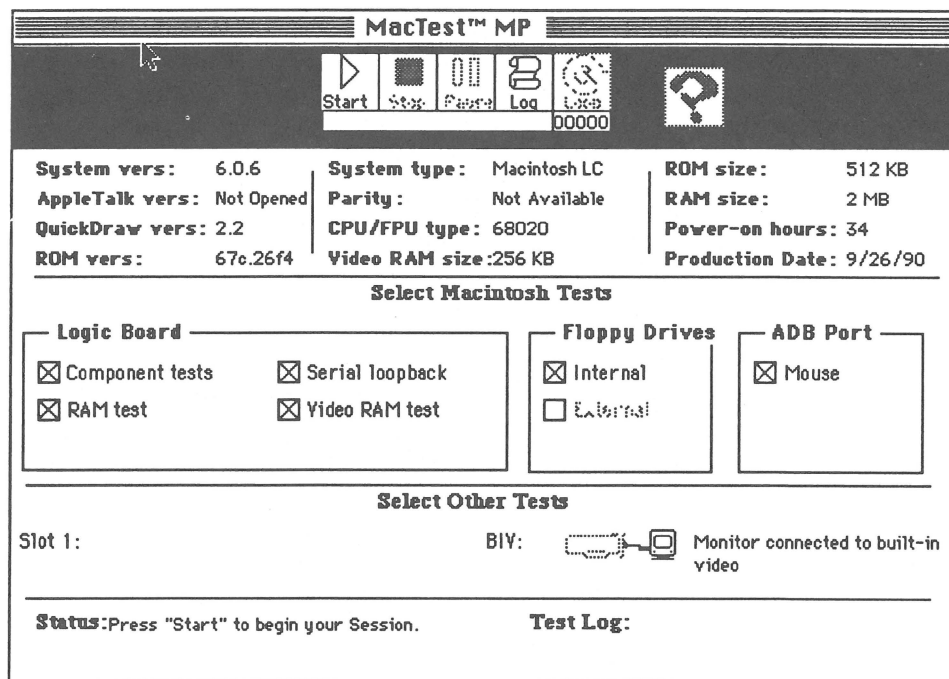 MacTest™ MP
Start Stop Pause Log Loop
00000
System vers: 6.0.6 System type: Macintosh LC ROM size: 512 KB
AppleTalk vers: Not Opened Parity: Not Available RAM size: 2 MB
QuickDraw vers: 2.2 CPU/FPU type: 68020 Power-on hours: 34
ROM vers: 67c.26f4 Video RAM size: 256 KB Production Date: 9/26/90
Select Macintosh Tests
Logic Board Floppy Drives ADB Port
Component tests Serial loopback Internal Mouse
RAM test Video RAM test External
Select Other Tests
Slot 1: BIV: Monitor connected to built-in
video
Status: Press "Start" to begin your Session. Test Log: